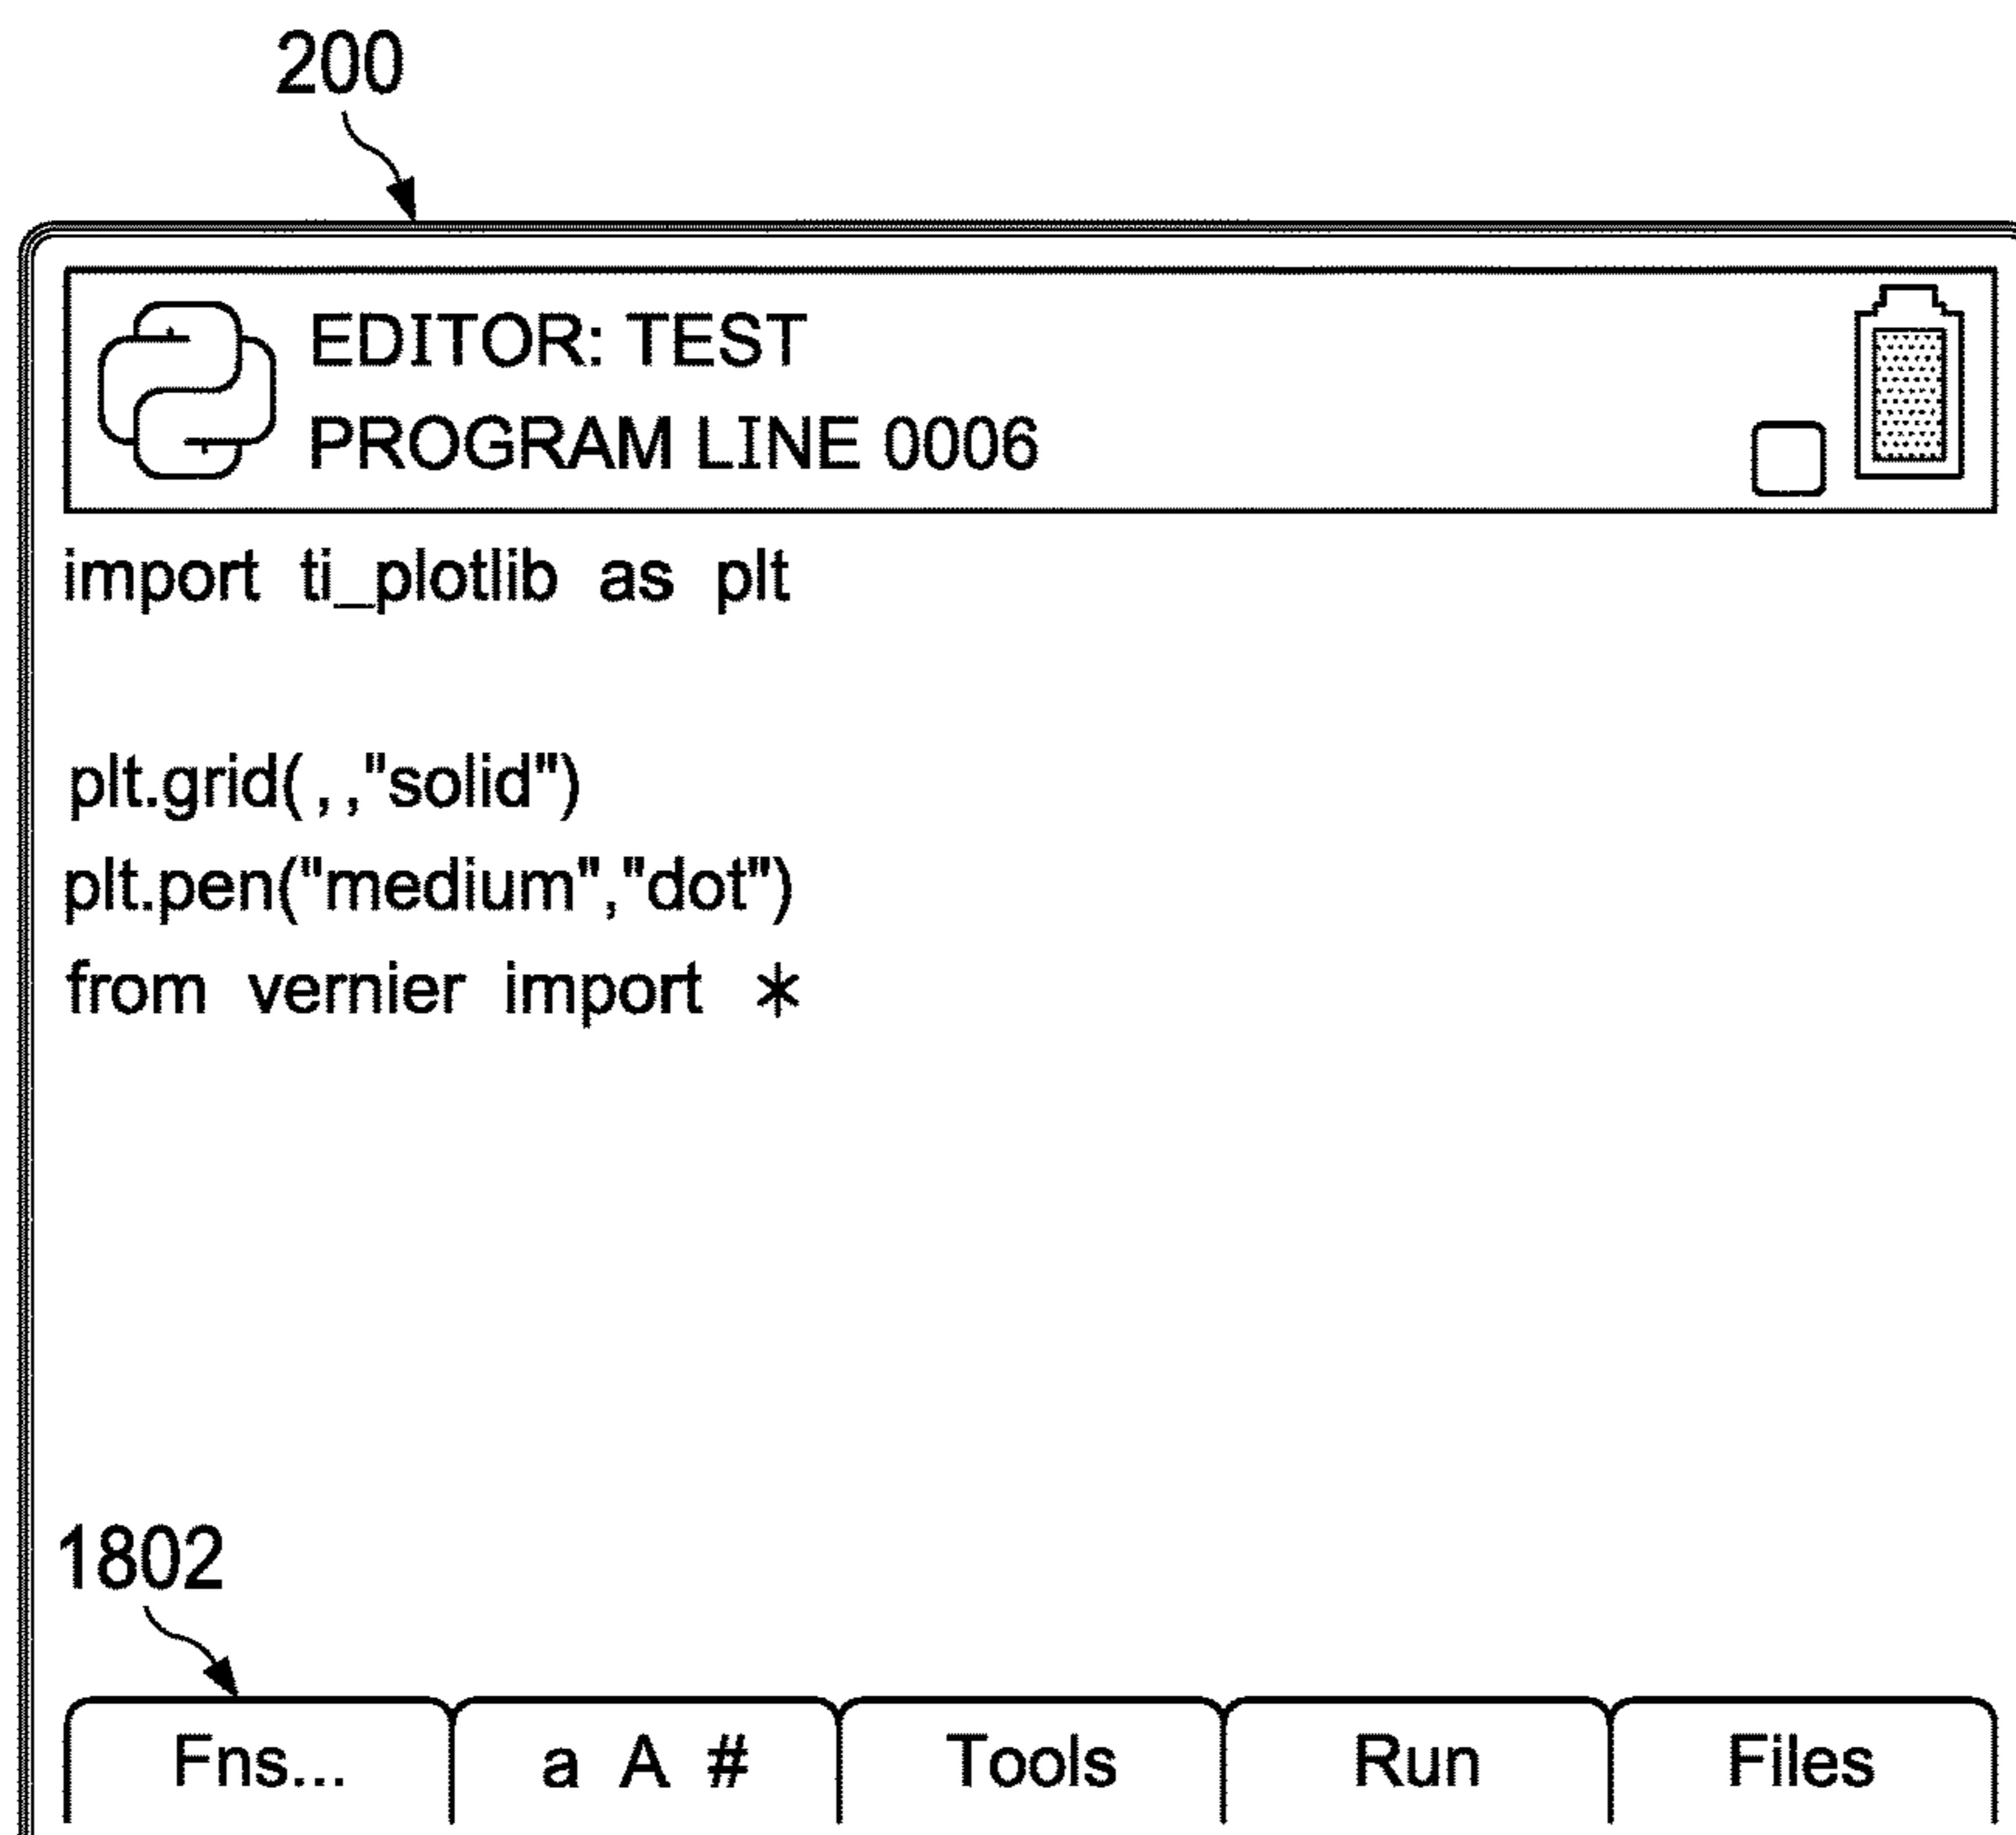 200
EDITOR: TEST
PROGRAM LINE 0006
import ti_plotlib as plt
plt.grid(,,"solid")
plt.pen("medium","dot")
from vernier import *
1802
Fns... a A # Tools Run Files